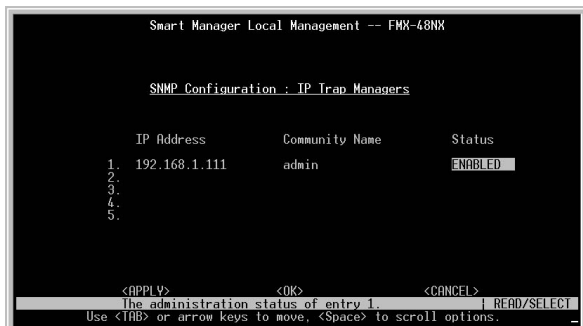 Smart Manager Local Management -- FMX-48NX
SNMP Configuration : IP Trap Managers
IP Address Community Name Status
1. 192.168.1.111 admin ENABLED
2.
3.
4.
5.
<APPLY> <OK> <CANCEL>
The administration status of entry 1. | READ/SELECT
Use <TAB> or arrow keys to move, <Space> to scroll options. _